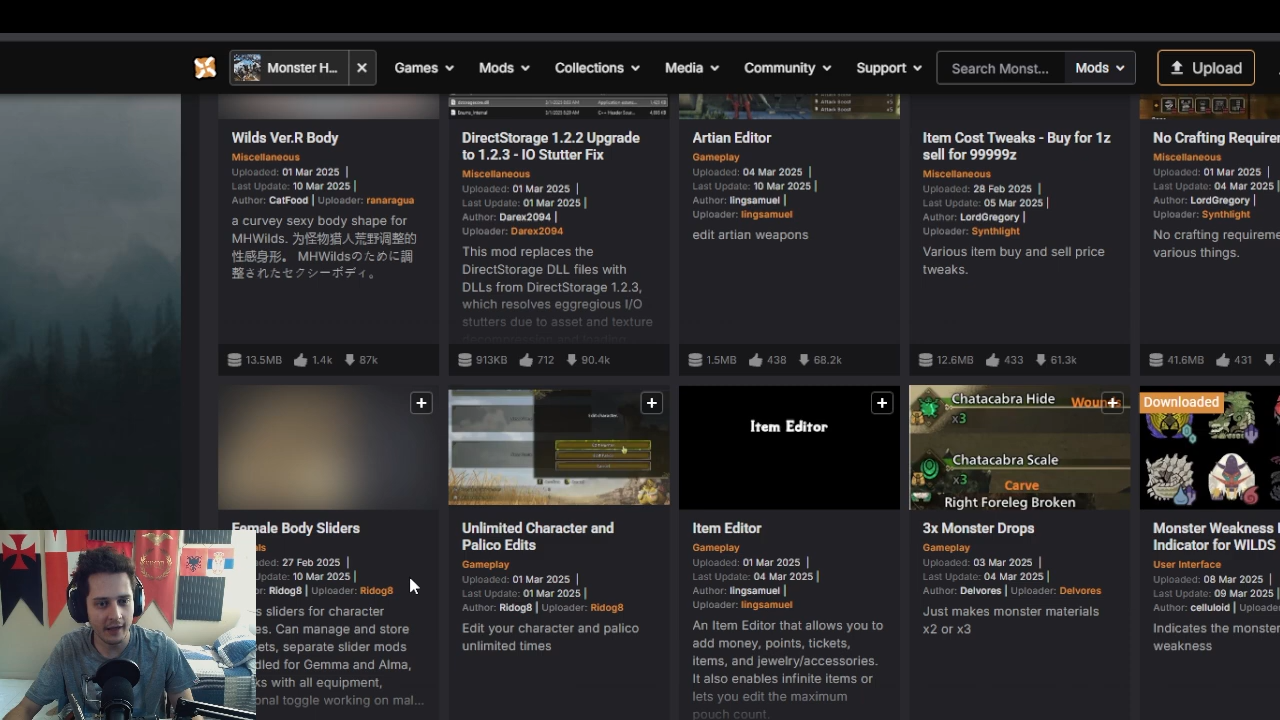 Monster H...
Games
Mods
Collections
Media
Community
Support
Search Monst...
Mods
Upload
Wilds Ver.R Body
Miscellaneous
Uploaded: 01 Mar 2025 |
Last Update: 10 Mar 2025 |
Author: CatFood | Uploader: ranaragua
a curvy sexy body shape for
MHWilds. 为怪物猎人荒野调整的
性感身形。 MHWildsのために調
整されたセクシーボディ。
13.5MB 1.4k 87k
DirectStorage 1.2.2 Upgrade
to 1.2.3 - IO Stutter Fix
Miscellaneous
Uploaded: 01 Mar 2025 |
Last Update: 01 Mar 2025 |
Author: Darex2094 |
Uploader: Darex2094
This mod replaces the
DirectStorage DLL files with
DLLs from DirectStorage 1.2.3,
which resolves eggregious I/O
stutters due to asset and texture
913KB 712 90.4k
Artian Editor
Gameplay
Uploaded: 04 Mar 2025 |
Last Update: 10 Mar 2025 |
Author: lingsamuel |
Uploader: lingsamuel
edit artian weapons
1.5MB 438 68.2k
Item Cost Tweaks - Buy for 1z
sell for 99999z
Miscellaneous
Uploaded: 28 Feb 2025 |
Last Update: 05 Mar 2025 |
Author: LordGregory |
Uploader: Synthlight
Various item buy and sell price
tweaks.
12.6MB 433 61.3k
No Crafting Require
Miscellaneous
Uploaded: 01 Mar 2025 |
Last Update: 04 Mar 2025 |
Author: LordGregory |
Uploader: Synthlight
No crafting requireme
various things.
41.6MB 431
Female Body Sliders
27 Feb 2025 |
10 Mar 2025 |
Ridog8 | Uploader: Ridog8
sliders for character
Can manage and store
separate slider mods
for Gemma and Alma,
with all equipment,
toggle working on mal...
Edit character
Unlimited Character and
Palico Edits
Gameplay
Uploaded: 01 Mar 2025 |
Last Update: 01 Mar 2025 |
Author: Ridog8 | Uploader: Ridog8
Edit your character and palico
unlimited times
Item Editor
Item Editor
Gameplay
Uploaded: 01 Mar 2025 |
Last Update: 04 Mar 2025 |
Author: lingsamuel |
Uploader: lingsamuel
An Item Editor that allows you
to add money, points, tickets,
items, and jewelry/accessories.
It also enables infinite items or
lets you edit the maximum
pouch count.
Chatacabra Hide
x3
Chatacabra Scale
x3
Carve
Right Foreleg Broken
3x Monster Drops
Gameplay
Uploaded: 03 Mar 2025 |
Last Update: 04 Mar 2025 |
Author: Delvores | Uploader: Delvores
Just makes monster materials
x2 or x3
Downloaded
Monster Weakness
Indicator for WILDS
User Interface
Uploaded: 08 Mar 2025 |
Last Update: 09 Mar 2025
Author: celluloid | Uploade
Indicates the monste
weakness